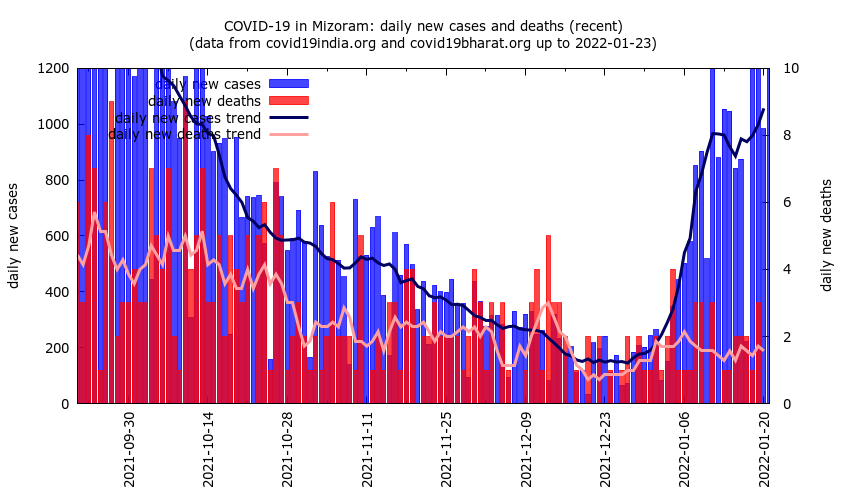 COVID-19 in Mizoram: daily new cases and deaths (recent)
(data from covid19india.org and covid19bharat.org up to 2022-01-23)
daily new cases
daily new deaths
daily new cases trend
daily new deaths trend
daily new cases
0
200
400
600
800
1000
1200
daily new deaths
0
2
4
6
8
10
2021-09-30
2021-10-14
2021-10-28
2021-11-11
2021-11-25
2021-12-09
2021-12-23
2022-01-06
2022-01-20